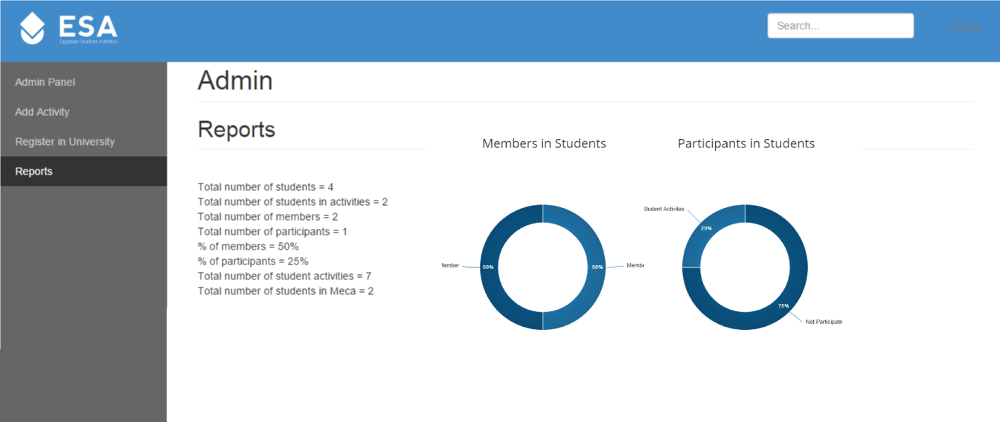 ESA
Egyptian Student Activities
Search...
Logout
Admin Panel
Add Activity
Register in University
Reports
Admin
Reports
Total number of students = 4
Total number of students in activities = 2
Total number of members = 2
Total number of participants = 1
% of members = 50%
% of participants = 25%
Total number of student activities = 7
Total number of students in Meca = 2
Members in Students
50%
50%
Participants in Students
Student Activites
25%
75%
Not Participatn